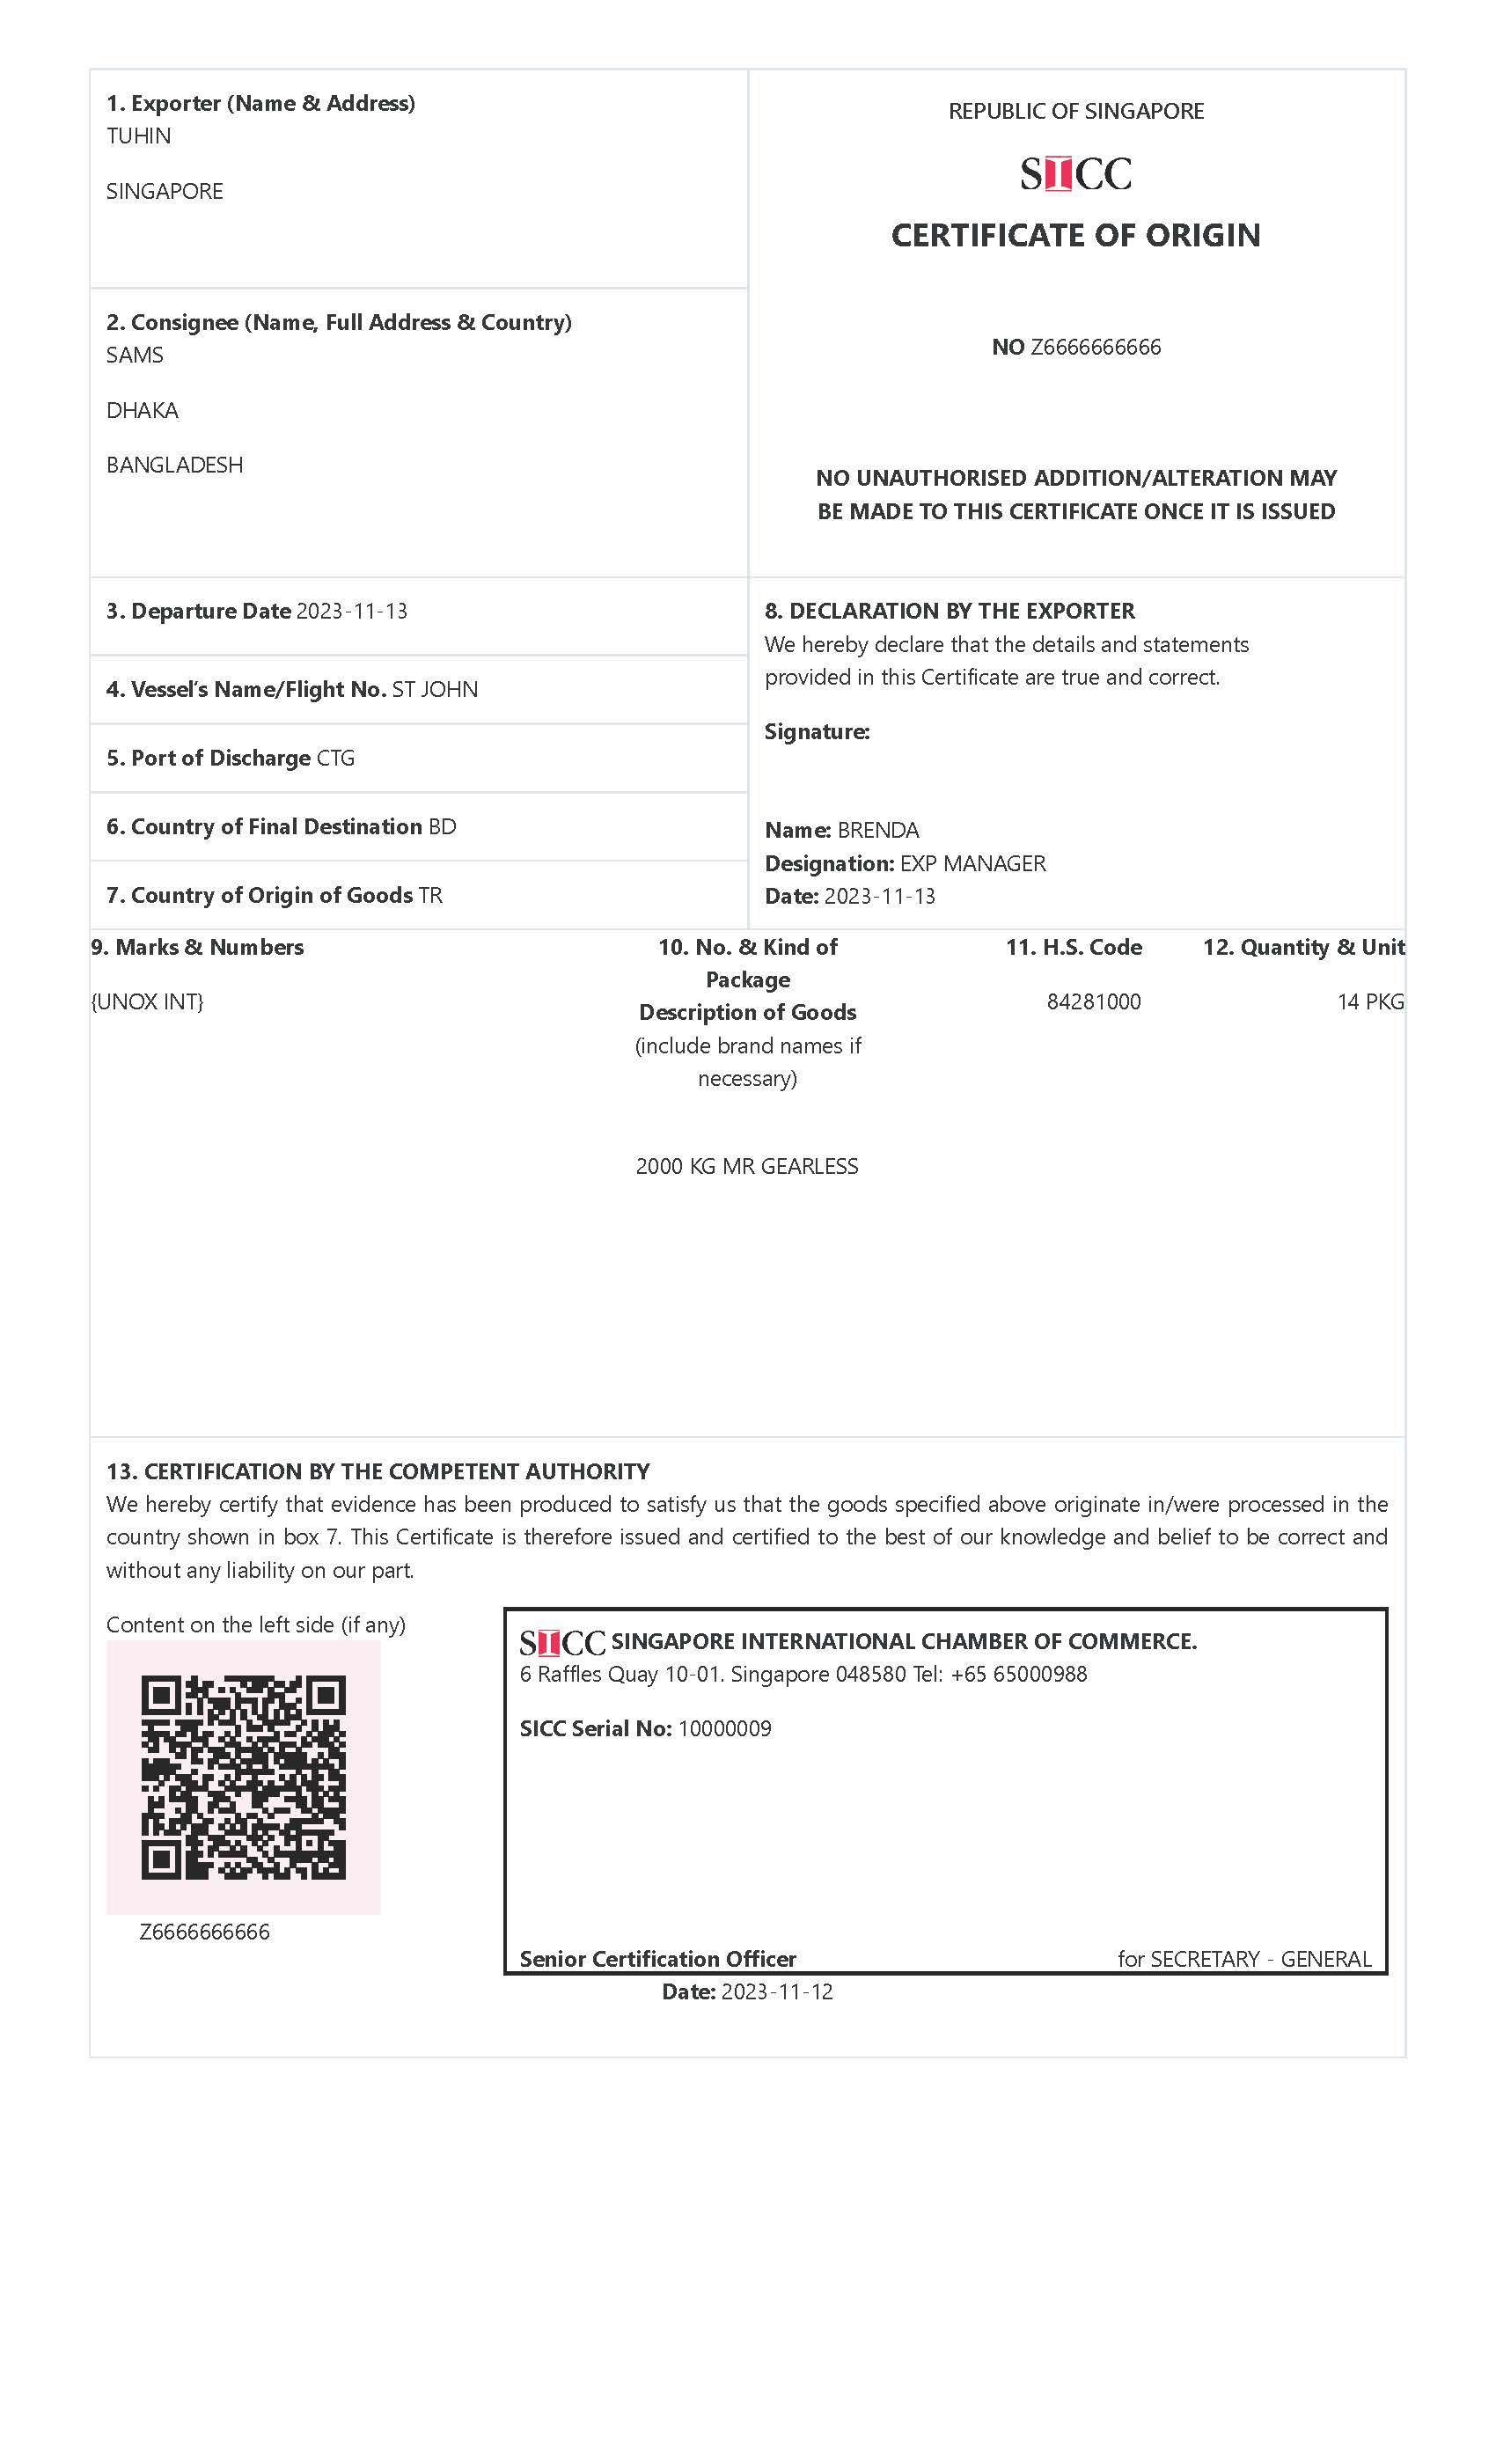 1. Exporter (Name & Address)
TUHIN
SINGAPORE
REPUBLIC OF SINGAPORE
SICC
CERTIFICATE OF ORIGIN
NO Z6666666666
NO UNAUTHORISED ADDITION/ALTERATION MAY
BE MADE TO THIS CERTIFICATE ONCE IT IS ISSUED
2. Consignee (Name, Full Address & Country)
SAMS
DHAKA
BANGLADESH
3. Departure Date 2023-11-13
4. Vessel's Name/Flight No. ST JOHN
5. Port of Discharge CTG
6. Country of Final Destination BD
7. Country of Origin of Goods TR
8. DECLARATION BY THE EXPORTER
We hereby declare that the details and statements
provided in this Certificate are true and correct.
Signature:
Name: BRENDA
Designation: EXP MANAGER
Date: 2023-11-13
9. Marks & Numbers
{UNOX INT}
10. No. & Kind of
Package
Description of Goods
(include brand names if
necessary)
2000 KG MR GEARLESS
11. H.S. Code
84281000
12. Quantity & Unit
14 PKG
13. CERTIFICATION BY THE COMPETENT AUTHORITY
We hereby certify that evidence has been produced to satisfy us that the goods specified above originate in/were processed in the
country shown in box 7. This Certificate is therefore issued and certified to the best of our knowledge and belief to be correct and
without any liability on our part.
Content on the left side (if any)
Z6666666666
SICC SINGAPORE INTERNATIONAL CHAMBER OF COMMERCE.
6 Raffles Quay 10-01. Singapore 048580 Tel: +65 65000988
SICC Serial No: 10000009
Senior Certification Officer for SECRETARY - GENERAL
Date: 2023-11-12